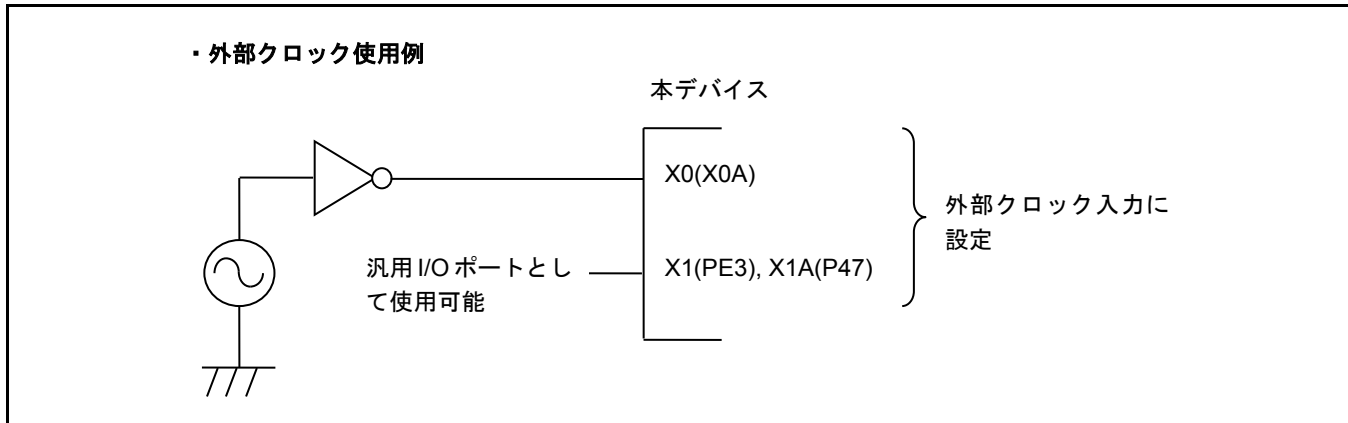 ・外部クロック使用例
本デバイス
X0(X0A)
外部クロック入力に
設定
汎用 I/O ポートとし
て使用可能
X1(PE3), X1A(P47)